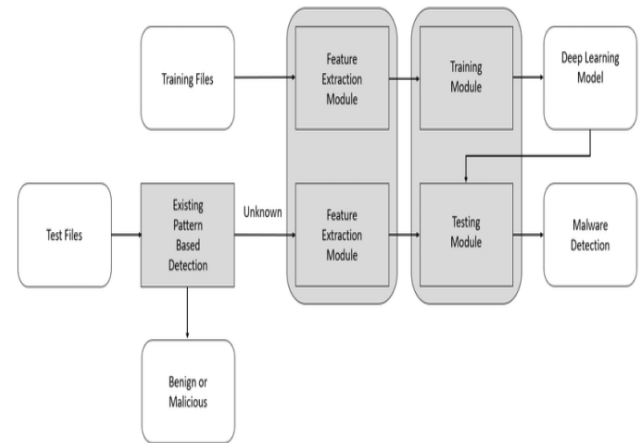 Training Files
Feature
Extraction
Module
Training
Module
Deep Learning
Model
Test Files
Existing
Pattern
Based
Detection
Unknown
Feature
Extraction
Module
Testing
Module
Malware
Detection
Benign or
Malicious